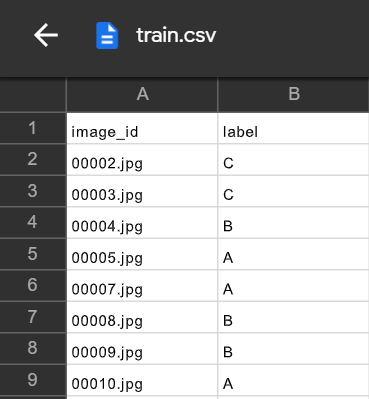 train.csv
A B
1 image_id label
2 00002.jpg C
3 00003.jpg C
4 00004.jpg B
5 00005.jpg A
6 00007.jpg A
7 00008.jpg B
8 00009.jpg B
9 00010.jpg A